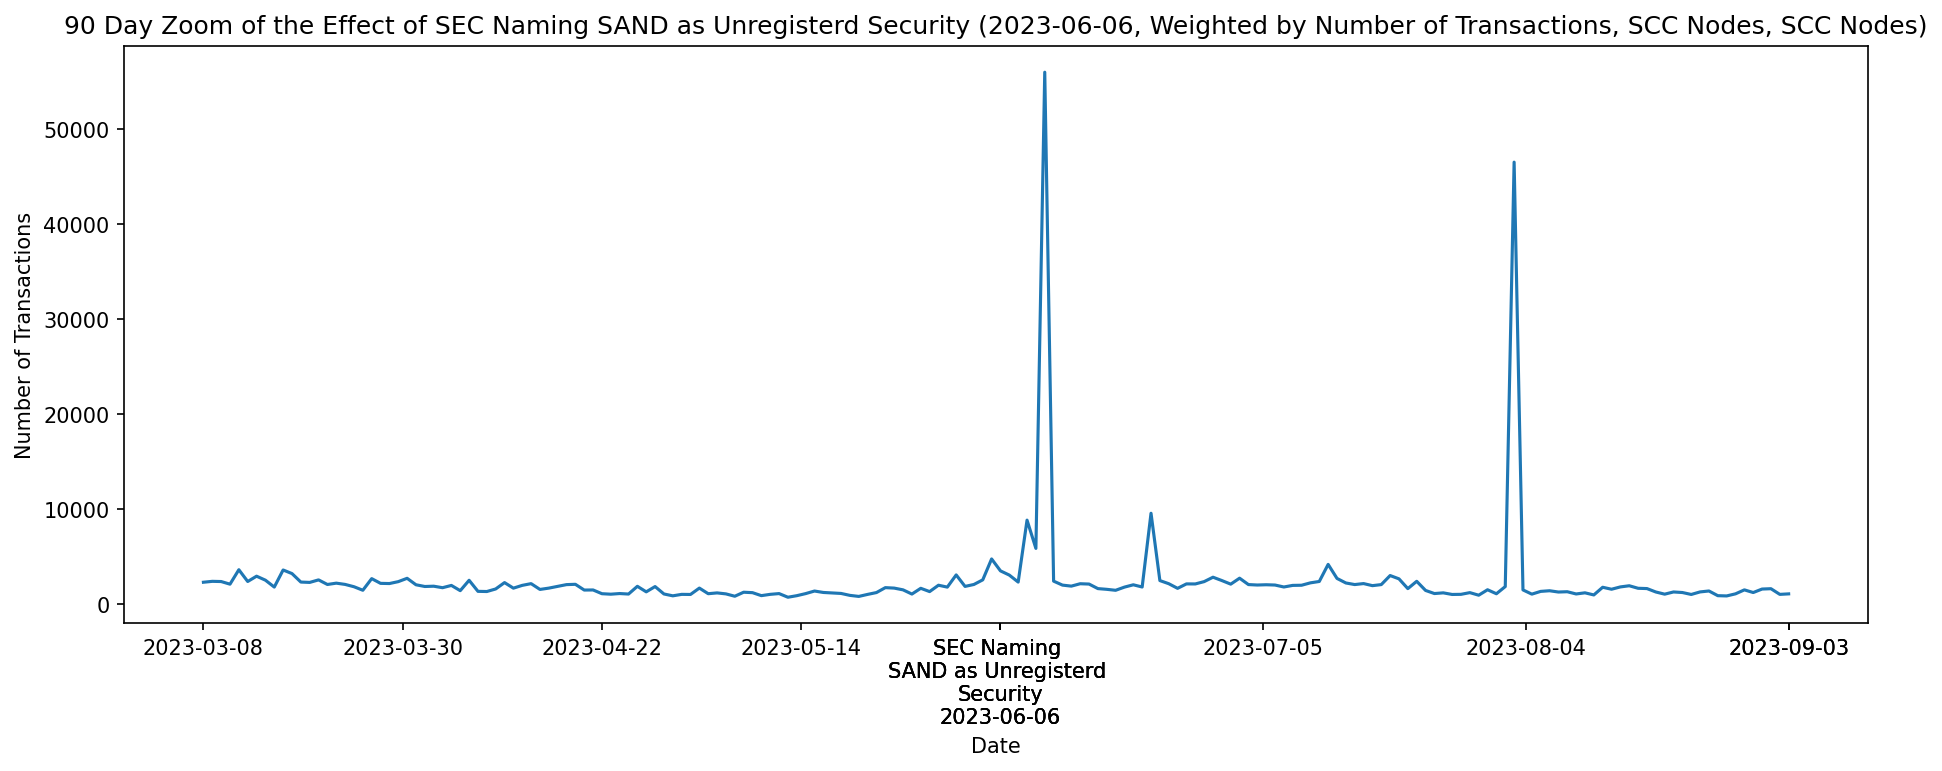 90 Day Zoom of the Effect of SEC Naming SAND as Unregisterd Security (2023-06-06, Weighted by Number of Transactions, SCC Nodes, SCC Nodes)
Number of Transactions
50000
40000
30000
20000
10000
0
2023-03-08
2023-03-30
2023-04-22
2023-05-14
SEC Naming
SAND as Unregisterd
Security
2023-06-06
2023-07-05
2023-08-04
2023-09-03
Date